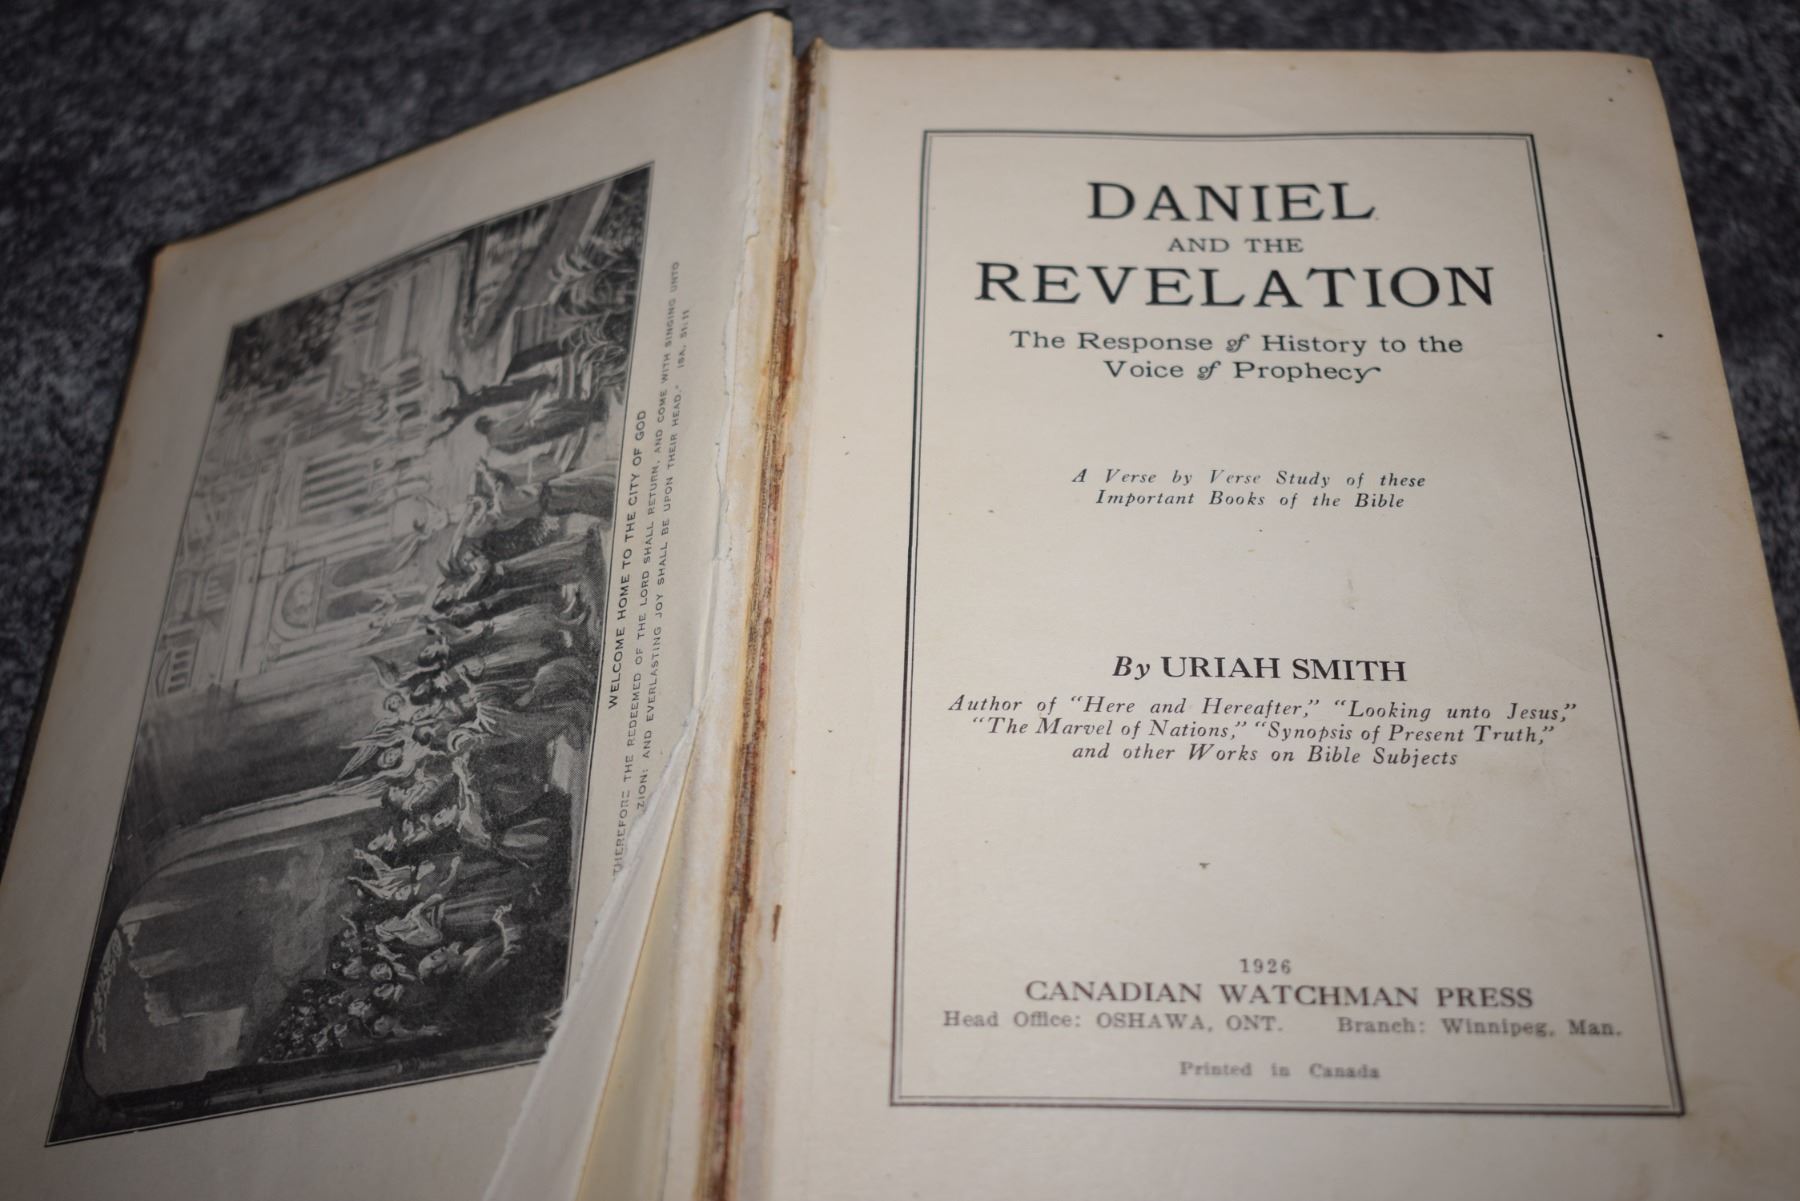 WELCOME HOME TO THE CITY OF GOD
"THEREFORE THE REDEEMED OF THE LORD SHALL RETURN, AND COME WITH SINGING UNTO
ZION: AND EVERLASTING JOY SHALL BE UPON THEIR HEAD." ISA. 51:11
DANIEL
AND THE
REVELATION
The Response of History to the
Voice of Prophecy
A Verse by Verse Study of these
Important Books of the Bible
By URIAH SMITH
Author of "Here and Hereafter," "Looking unto Jesus,"
"The Marvel of Nations," "Synopsis of Present Truth,"
and other Works on Bible Subjects
1926
CANADIAN WATCHMAN PRESS
Head Office: OSHAWA, ONT. Branch: Winnipeg, Man.
Printed in Canada